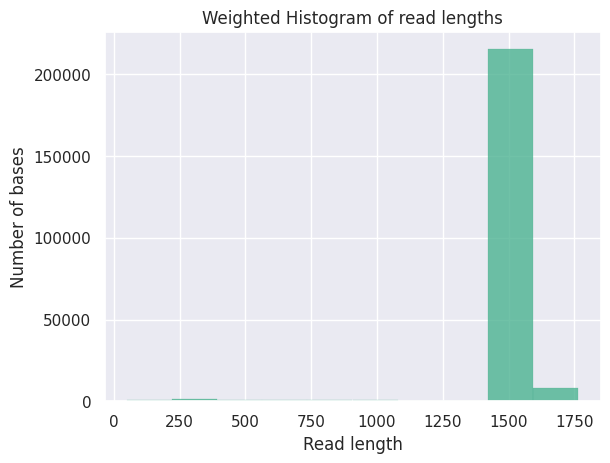 Weighted Histogram of read lengths
Number of bases
200000
150000
100000
50000
0
0 250 500 750 1000 1250 1500 1750
Read length